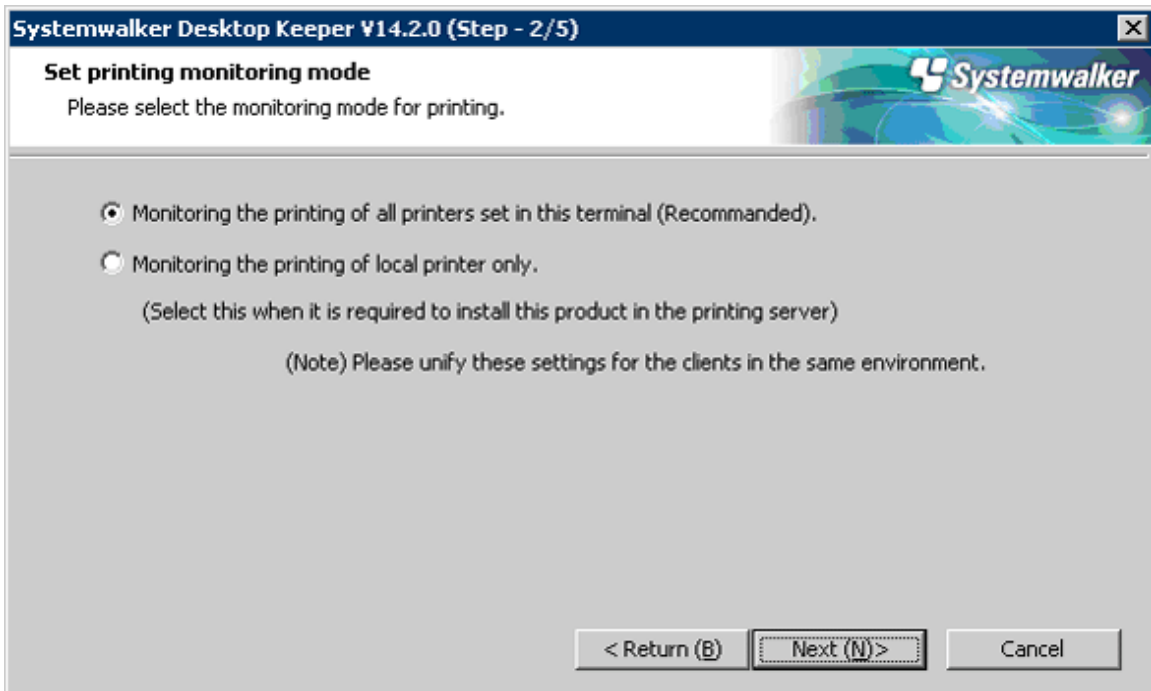 Systemwalker Desktop Keeper V14.2.0 (Step - 2/5)
Set printing monitoring mode
Please select the monitoring mode for printing.
Systemwalker
Monitoring the printing of all printers set in this terminal (Recommanded).
Monitoring the printing of local printer only.
(Select this when it is required to install this product in the printing server)
(Note) Please unify these settings for the clients in the same environment.
< Return (B)
Next (N)>
Cancel